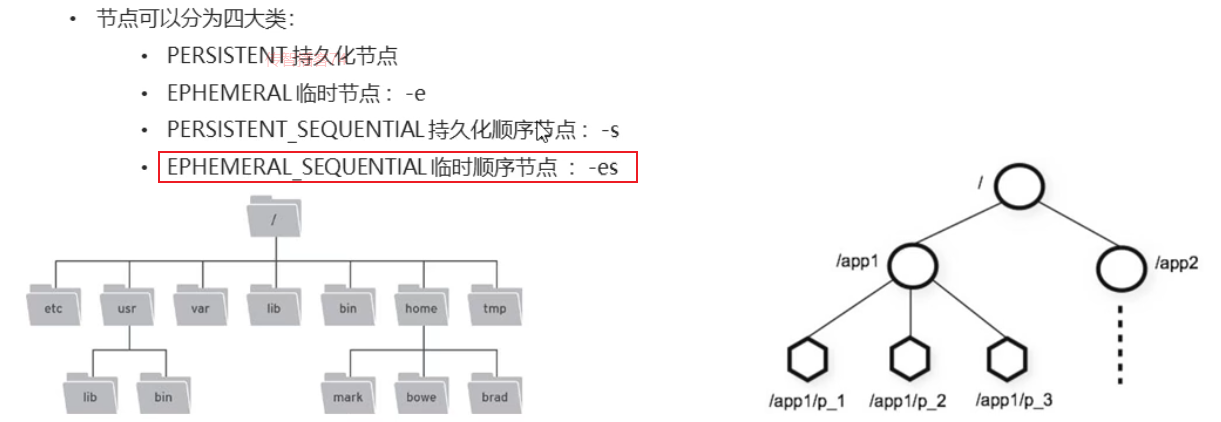 • 节点可以分为四大类：
• PERSISTENT 持久化节点
• EPHEMERAL 临时节点 ：-e
• PERSISTENT_SEQUENTIAL 持久化顺序节点 ：-s
• EPHEMERAL_SEQUENTIAL 临时顺序节点 ：-es
/
etc usr var lib bin home tmp
lib bin mark bowe brad
/
/app1 /app2
/app1/p_1 /app1/p_2 /app1/p_3